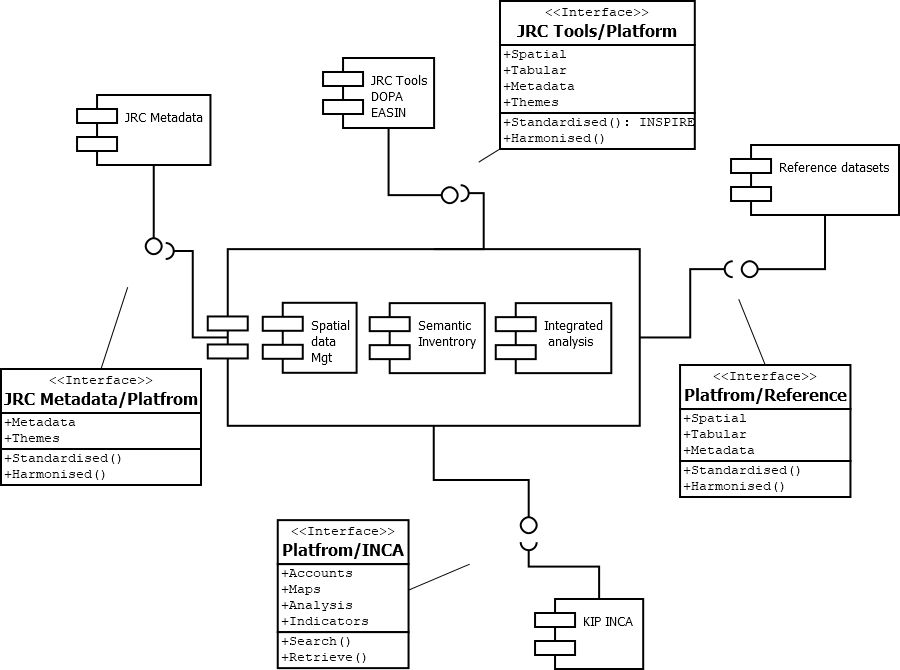 <<Interface>>
JRC Tools/Platform
+Spatial
+Tabular
+Metadata
+Themes
+Standardised(): INSPIRE
+Harmonised()
JRC Tools
DOPA
EASIN
JRC Metadata
Reference datasets
Spatial
data
Mgt
Semantic
Inventrory
Integrated
analysis
<<Interface>>
JRC Metadata/Platfrom
+Metadata
+Themes
+Standardised()
+Harmonised()
<<Interface>>
Platfrom/Reference
+Spatial
+Tabular
+Metadata
+Standardised()
+Harmonised()
<<Interface>>
Platfrom/INCA
+Accounts
+Maps
+Analysis
+Indicators
+Search()
+Retrieve()
KIP INCA